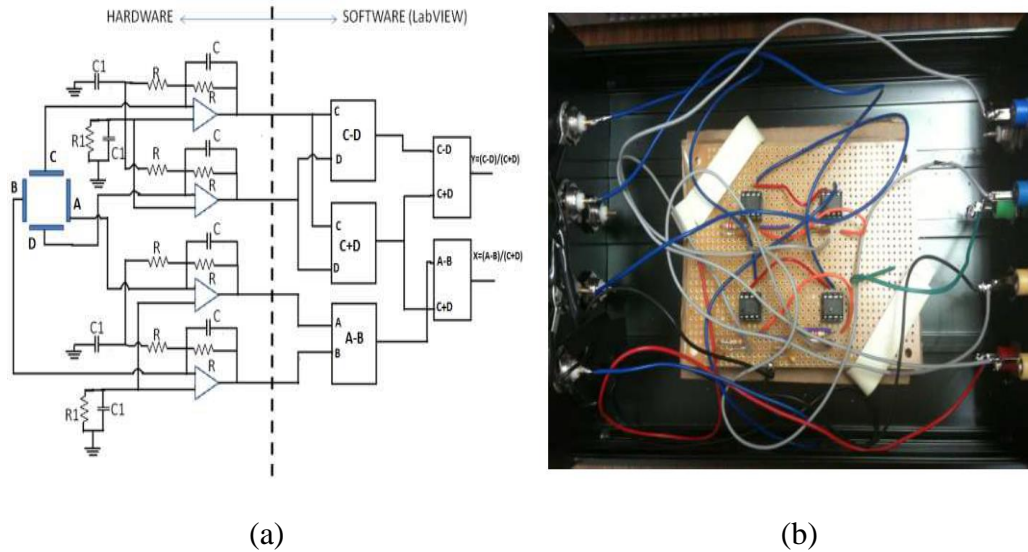 HARDWARE SOFTWARE (LabVIEW)
C
C1
R
R
C
R1
C1
R
R
C
C
B
A
D
R
R
C
C1
R
R
C
R1
C1
C
C-D
D
C
C+D
D
A
A-B
B
C-D
Y=(C-D)/(C+D)
C+D
A-B
X=(A-B)/(C+D)
C+D
(a)
(b)